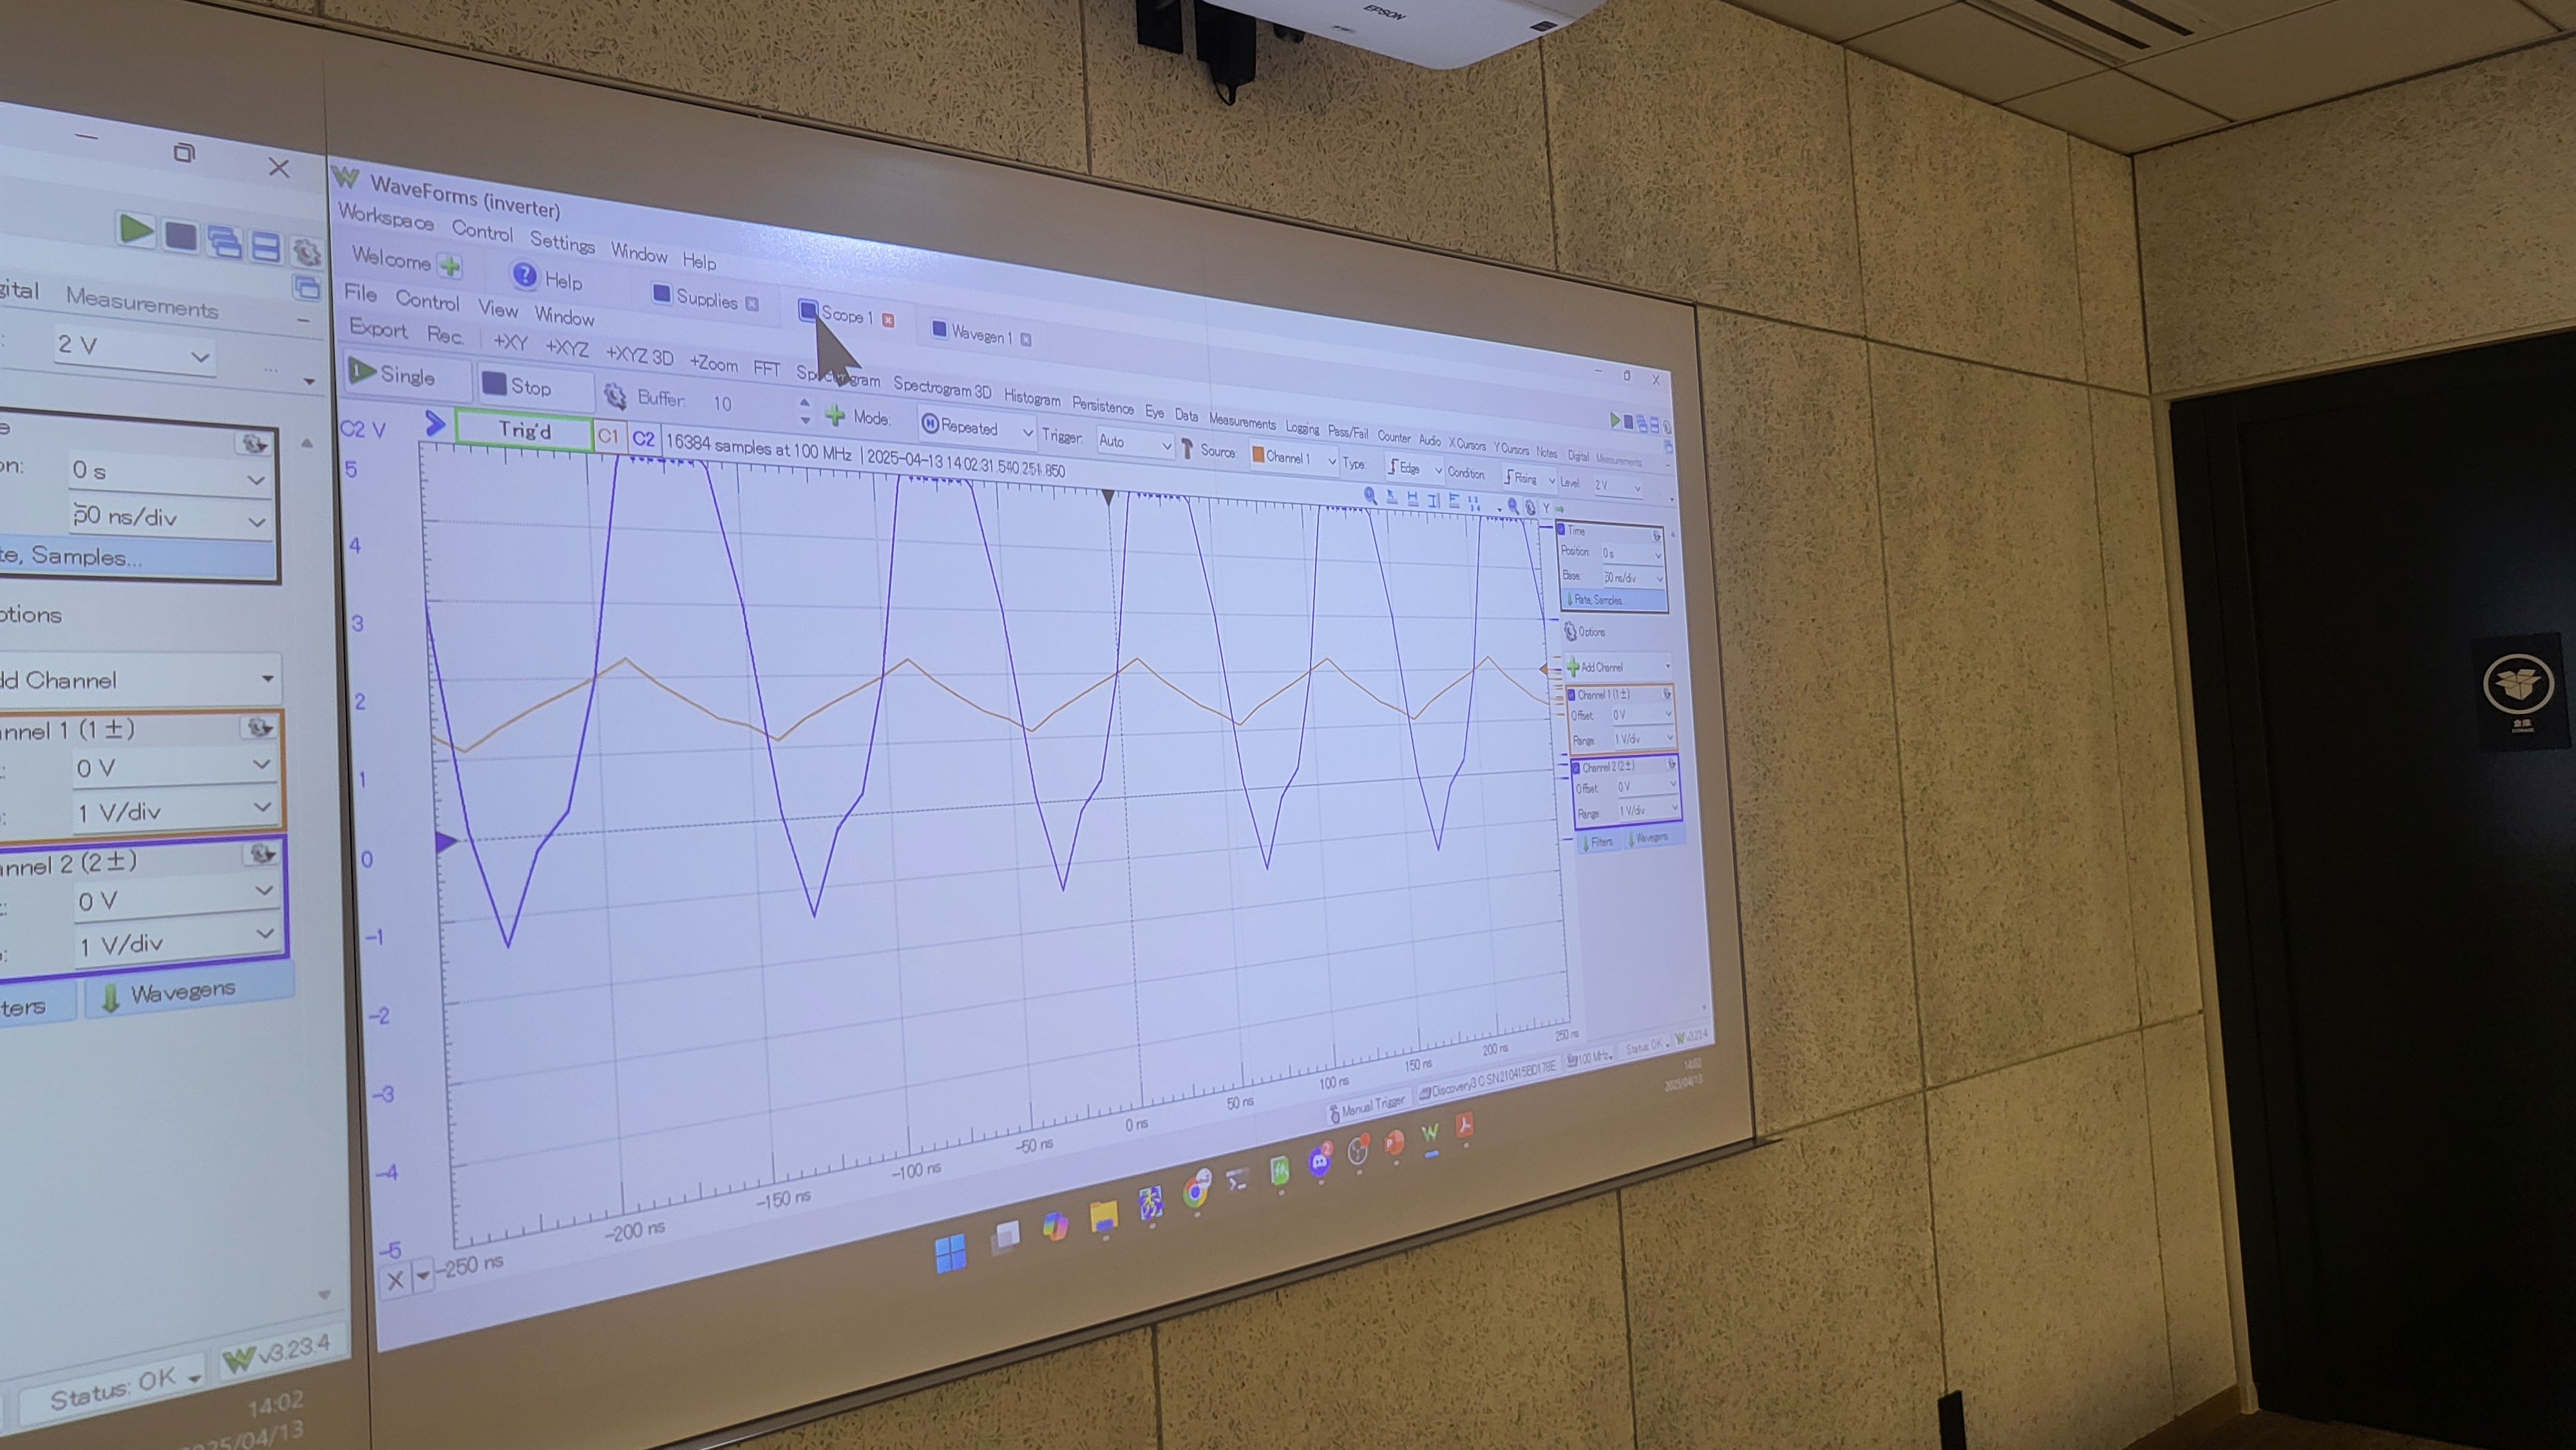 EPSON
WaveForms (inverter)
Workspace Control Settings Window Help
Welcome Help Supplies Scope 1 Wavegen 1
File Control View Window
Export Rec. +XY +XYZ +XYZ 3D +Zoom FFT Spectrogram Spectrogram 3D Histogram Persistence Eye Data Measurements Logging Pass/Fail Counter Audio X Cursors Y Cursors Notes Digital Measurements
Single Stop Buffer: 10 Mode: Repeated Trigger: Auto Source: Channel 1 Type: Edge Condition: Rising Level: 2 V
C2 V Trig'd C1 C2 16384 samples at 100 MHz | 2025-04-13 14:02:31.540.251.850
Y
5
4
3
2
1
0
-1
-2
-3
-4
-5
X -250 ns -200 ns -150 ns -100 ns -50 ns 0 ns 50 ns 100 ns 150 ns 200 ns 250 ns
Time
Position: 0 s
Base: 50 ns/div
Rate, Samples...
Options
Add Channel
Channel 1 (1±)
Offset: 0 V
Range: 1 V/div
Channel 2 (2±)
Offset: 0 V
Range: 1 V/div
Filters Wavegens
Manual Trigger Discovery3 C SN:210415BD178E 100 MHz Status: OK v3.23.4
14:02
2025/04/13
gital Measurements
: 2 V ...
e
on: 0 s
50 ns/div
te, Samples...
otions
dd Channel
nnel 1 (1±)
: 0 V
: 1 V/div
nnel 2 (2±)
: 0 V
: 1 V/div
ters Wavegens
Status: OK v3.23.4
14:02
025/04/13
倉庫